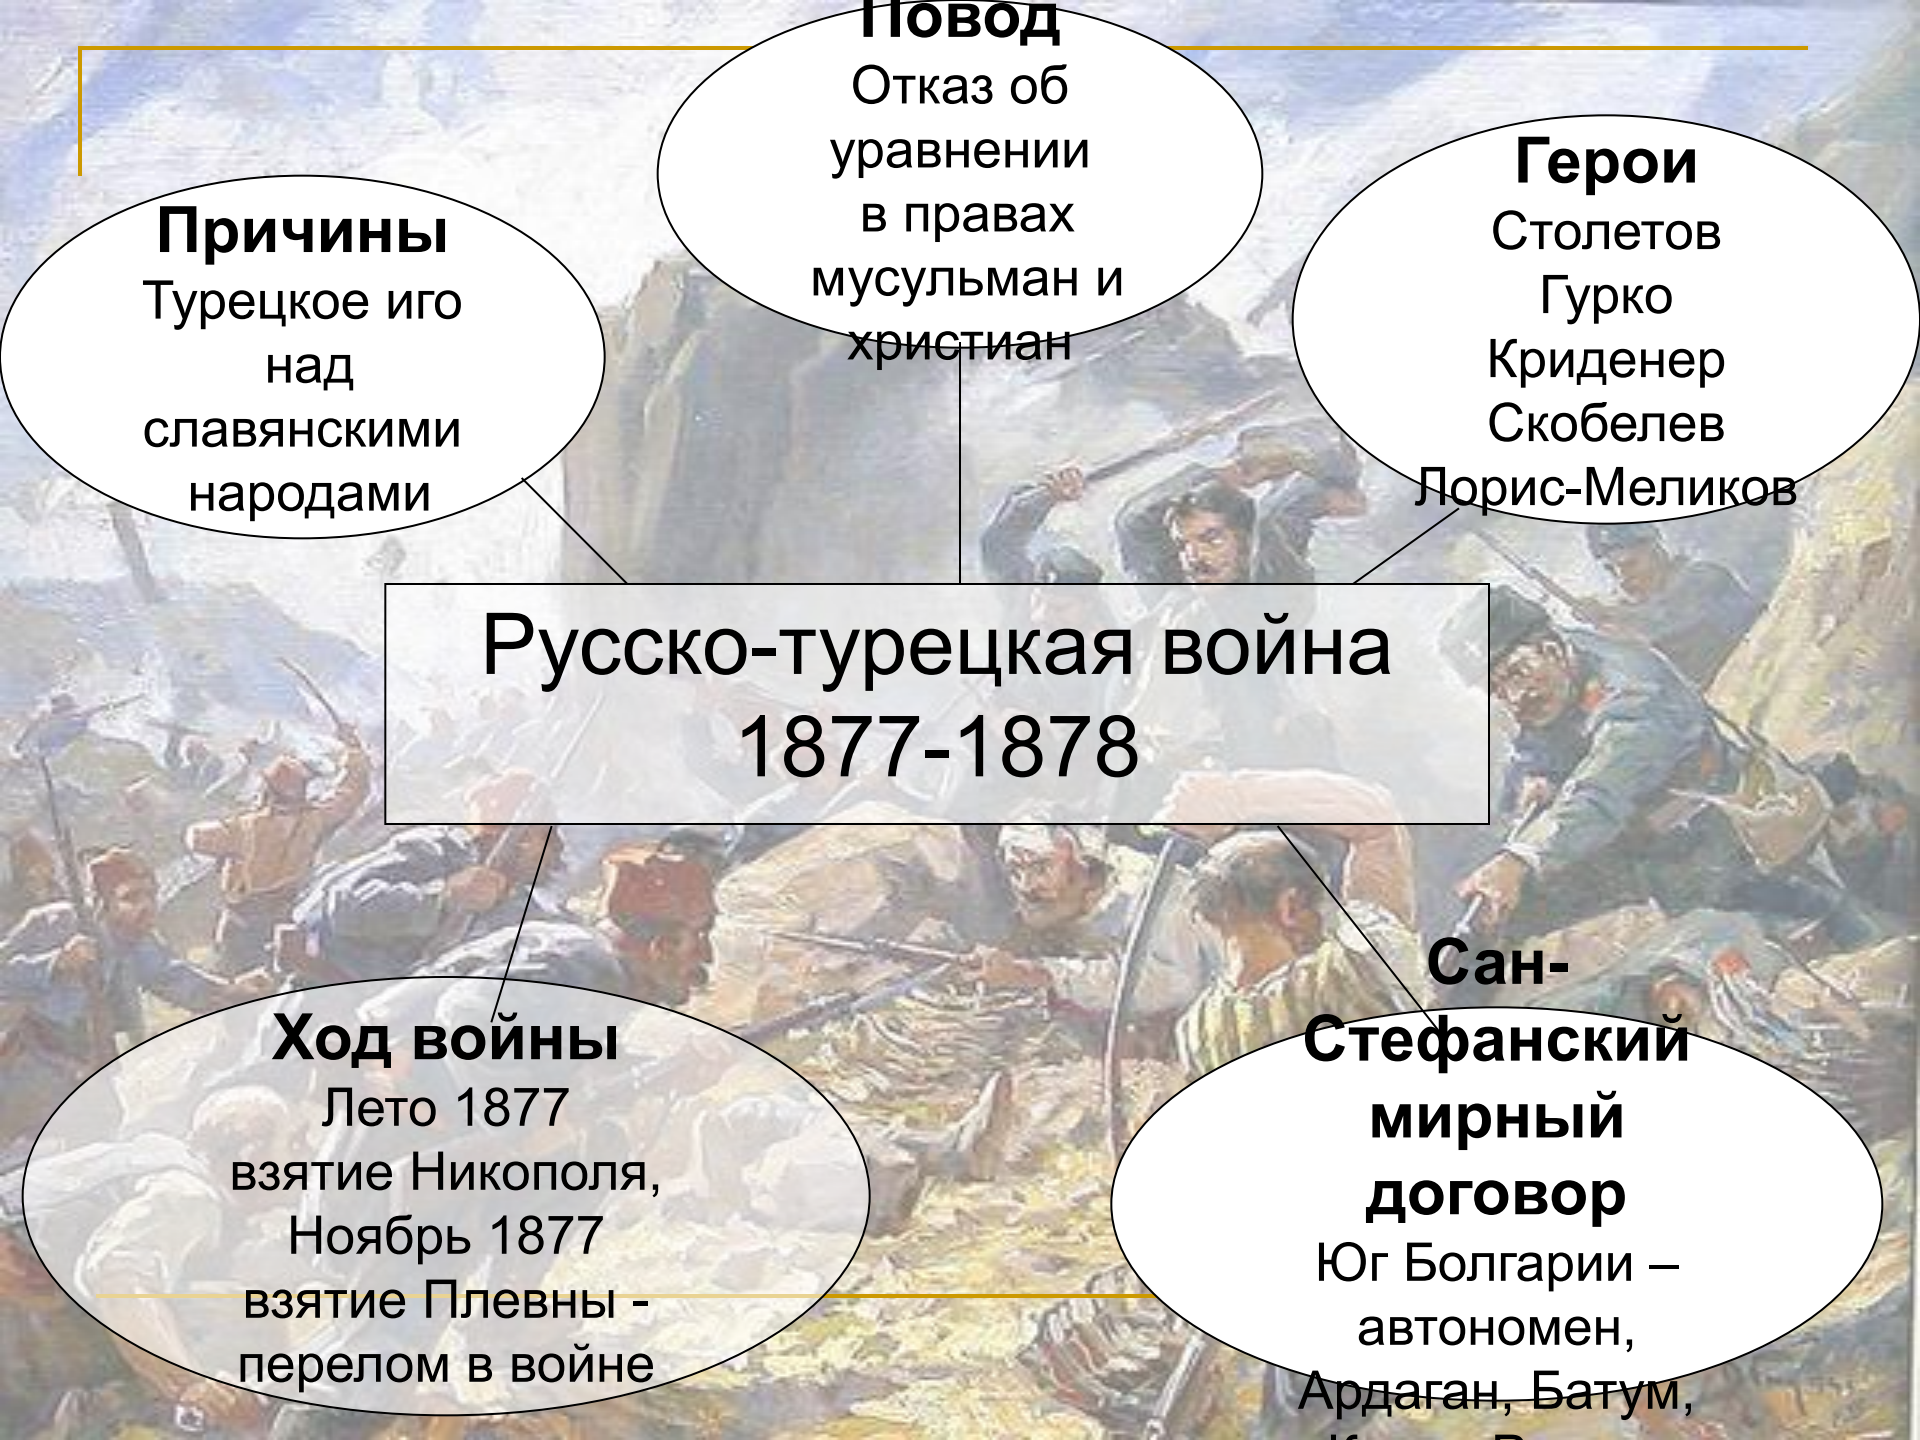 Повод
Отказ об
уравнении
в правах
мусульман и
христиан
Герои
Столетов
Гурко
Криденер
Скобелев
Лорис-Меликов
Причины
Турецкое иго
над
славянскими
народами
Русско-турецкая война
1877-1878
Ход войны
Лето 1877
взятие Никополя,
Ноябрь 1877
взятие Плевны -
перелом в войне
Сан-
Стефанский
мирный
договор
Юг Болгарии –
автономен,
Ардаган, Батум,